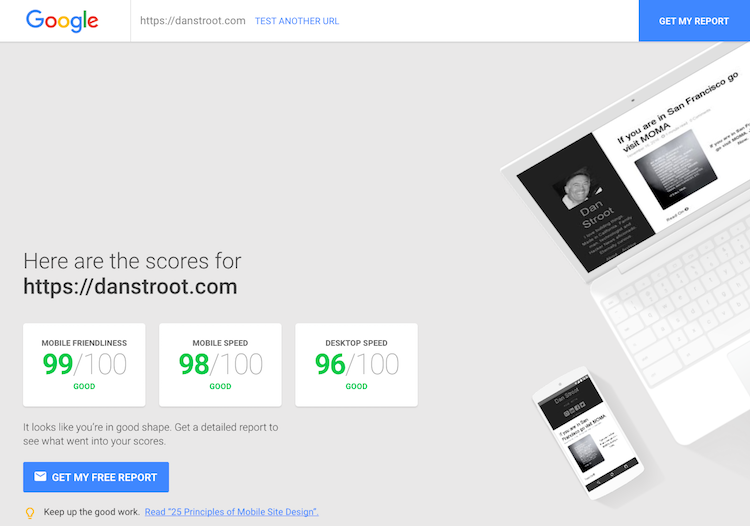 Google
https://danstroot.com TEST ANOTHER URL
GET MY REPORT
If you are in San Francisco go
visit MOMA
Dan
Stroot
Read On
Here are the scores for
https://danstroot.com
MOBILE FRIENDLINESS
99/100
GOOD
MOBILE SPEED
98/100
GOOD
DESKTOP SPEED
96/100
GOOD
It looks like you're in good shape. Get a detailed report to
see what went into your scores.
GET MY FREE REPORT
Keep up the good work. Read "25 Principles of Mobile Site Design".
Dan Stroot
If you are in San
Francisco go visit MOMA